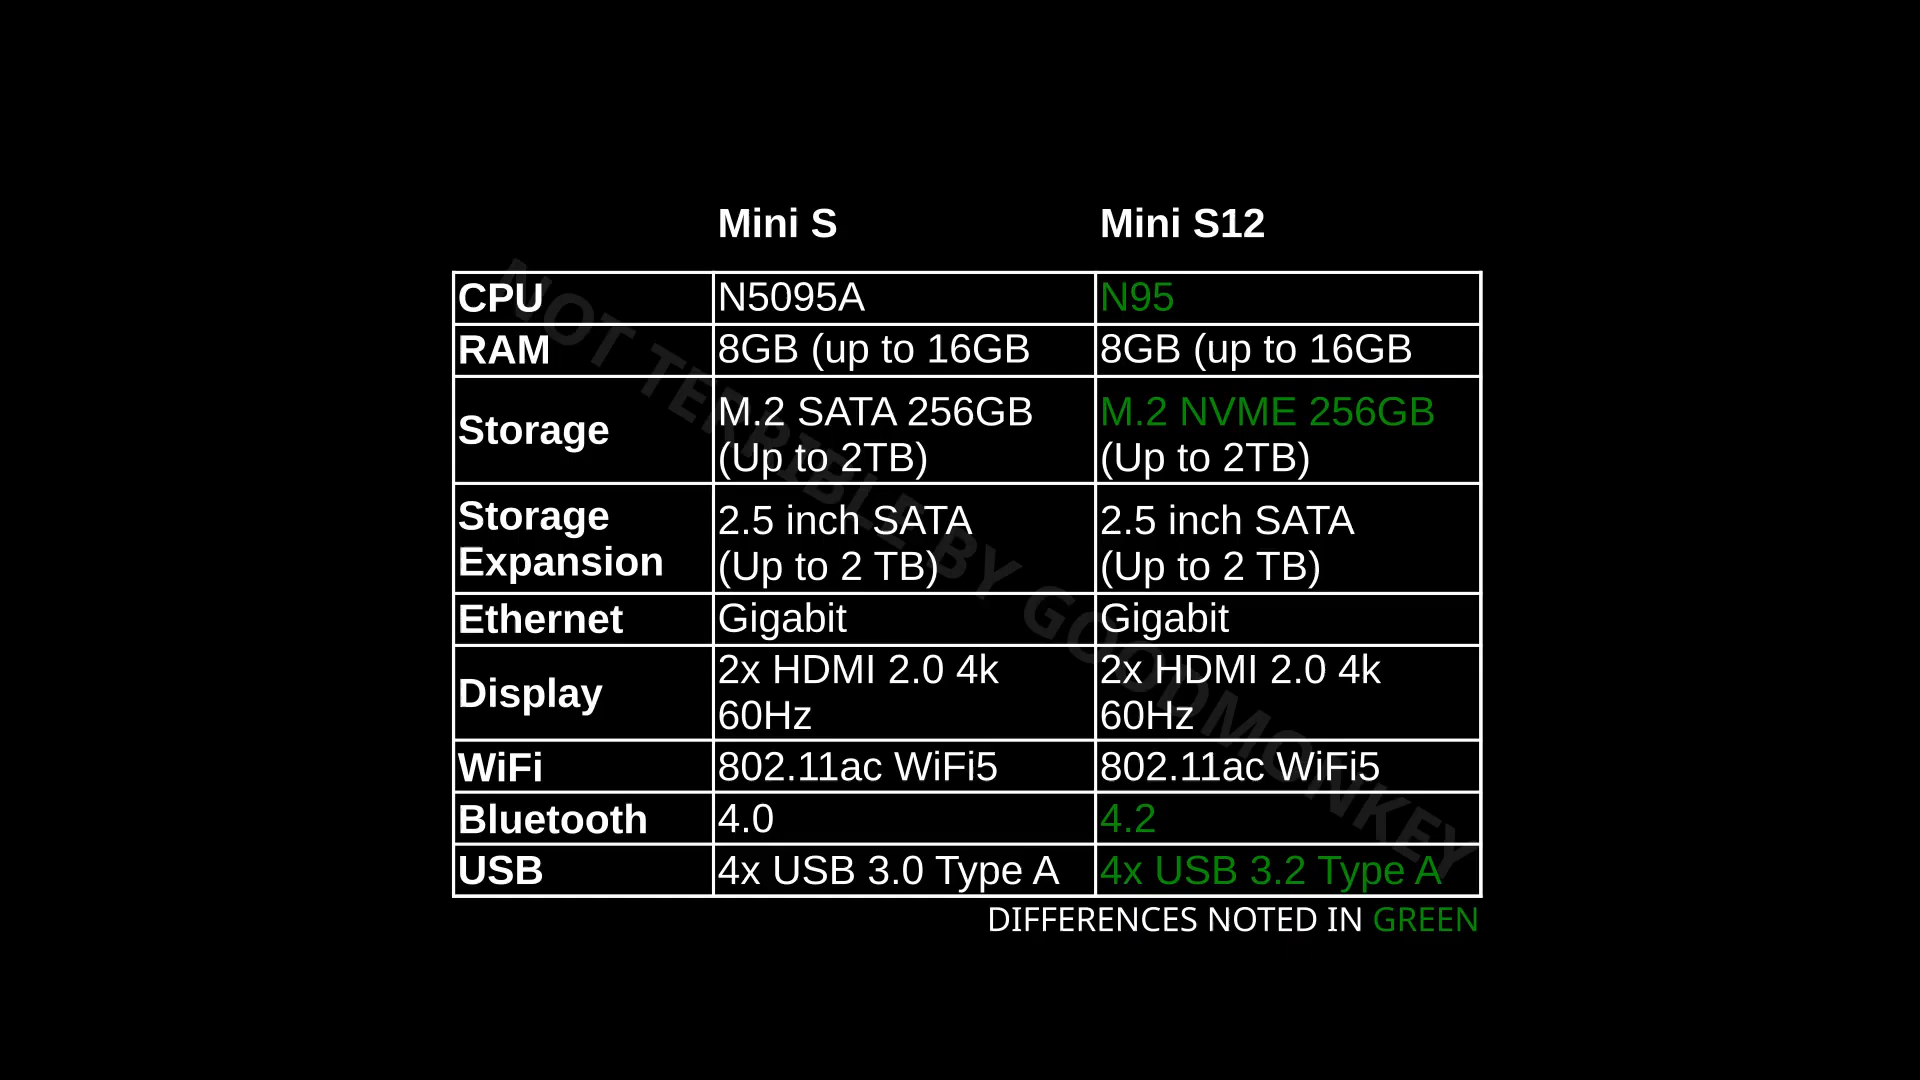 Mini S Mini S12
CPU N5095A N95
RAM 8GB (up to 16GB 8GB (up to 16GB
Storage
M.2 SATA 256GB
(Up to 2TB)
M.2 NVME 256GB
(Up to 2TB)
Storage
Expansion
2.5 inch SATA
(Up to 2 TB)
2.5 inch SATA
(Up to 2 TB)
Ethernet Gigabit Gigabit
Display
2x HDMI 2.0 4k
60Hz
2x HDMI 2.0 4k
60Hz
WiFi 802.11ac WiFi5 802.11ac WiFi5
Bluetooth 4.0 4.2
USB 4x USB 3.0 Type A 4x USB 3.2 Type A
DIFFERENCES NOTED IN GREEN
NOT TERPIBLE BY GOODMONKEY